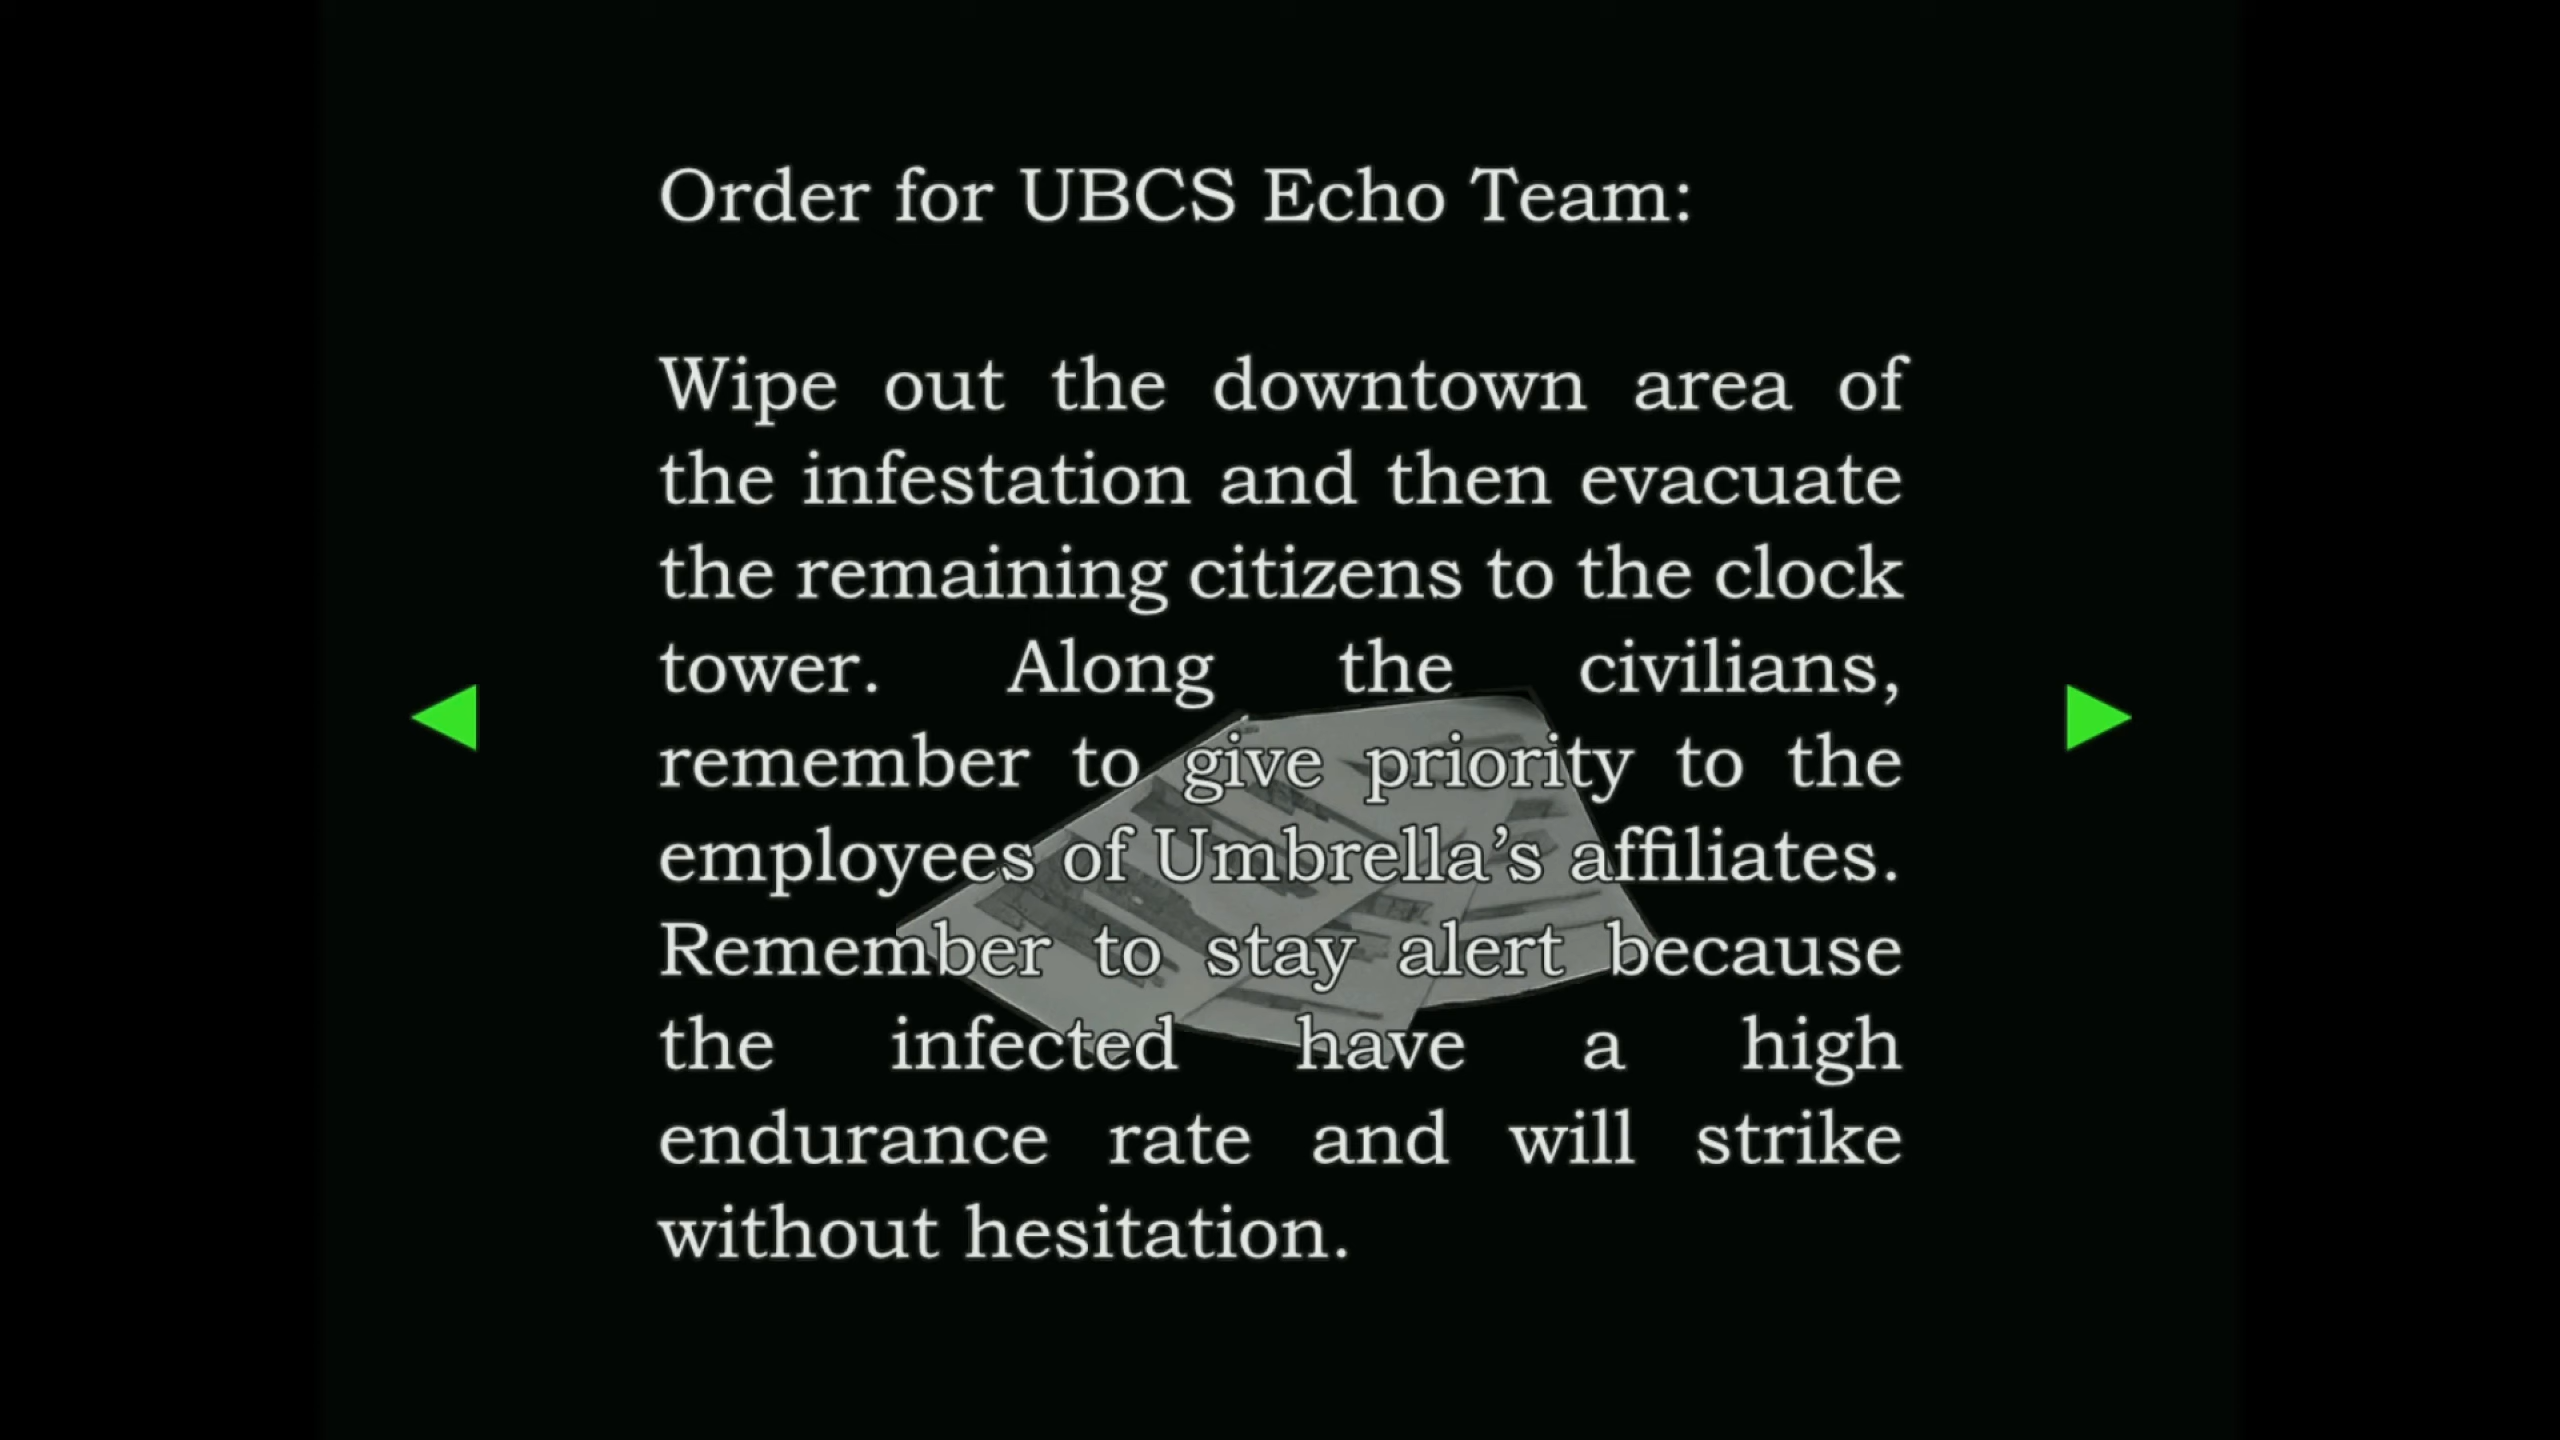 Order for UBCS Echo Team:
Wipe out the downtown area of
the infestation and then evacuate
the remaining citizens to the clock
tower. Along the civilians,
remember to give priority to the
employees of Umbrella’s affiliates.
Remember to stay alert because
the infected have a high
endurance rate and will strike
without hesitation.